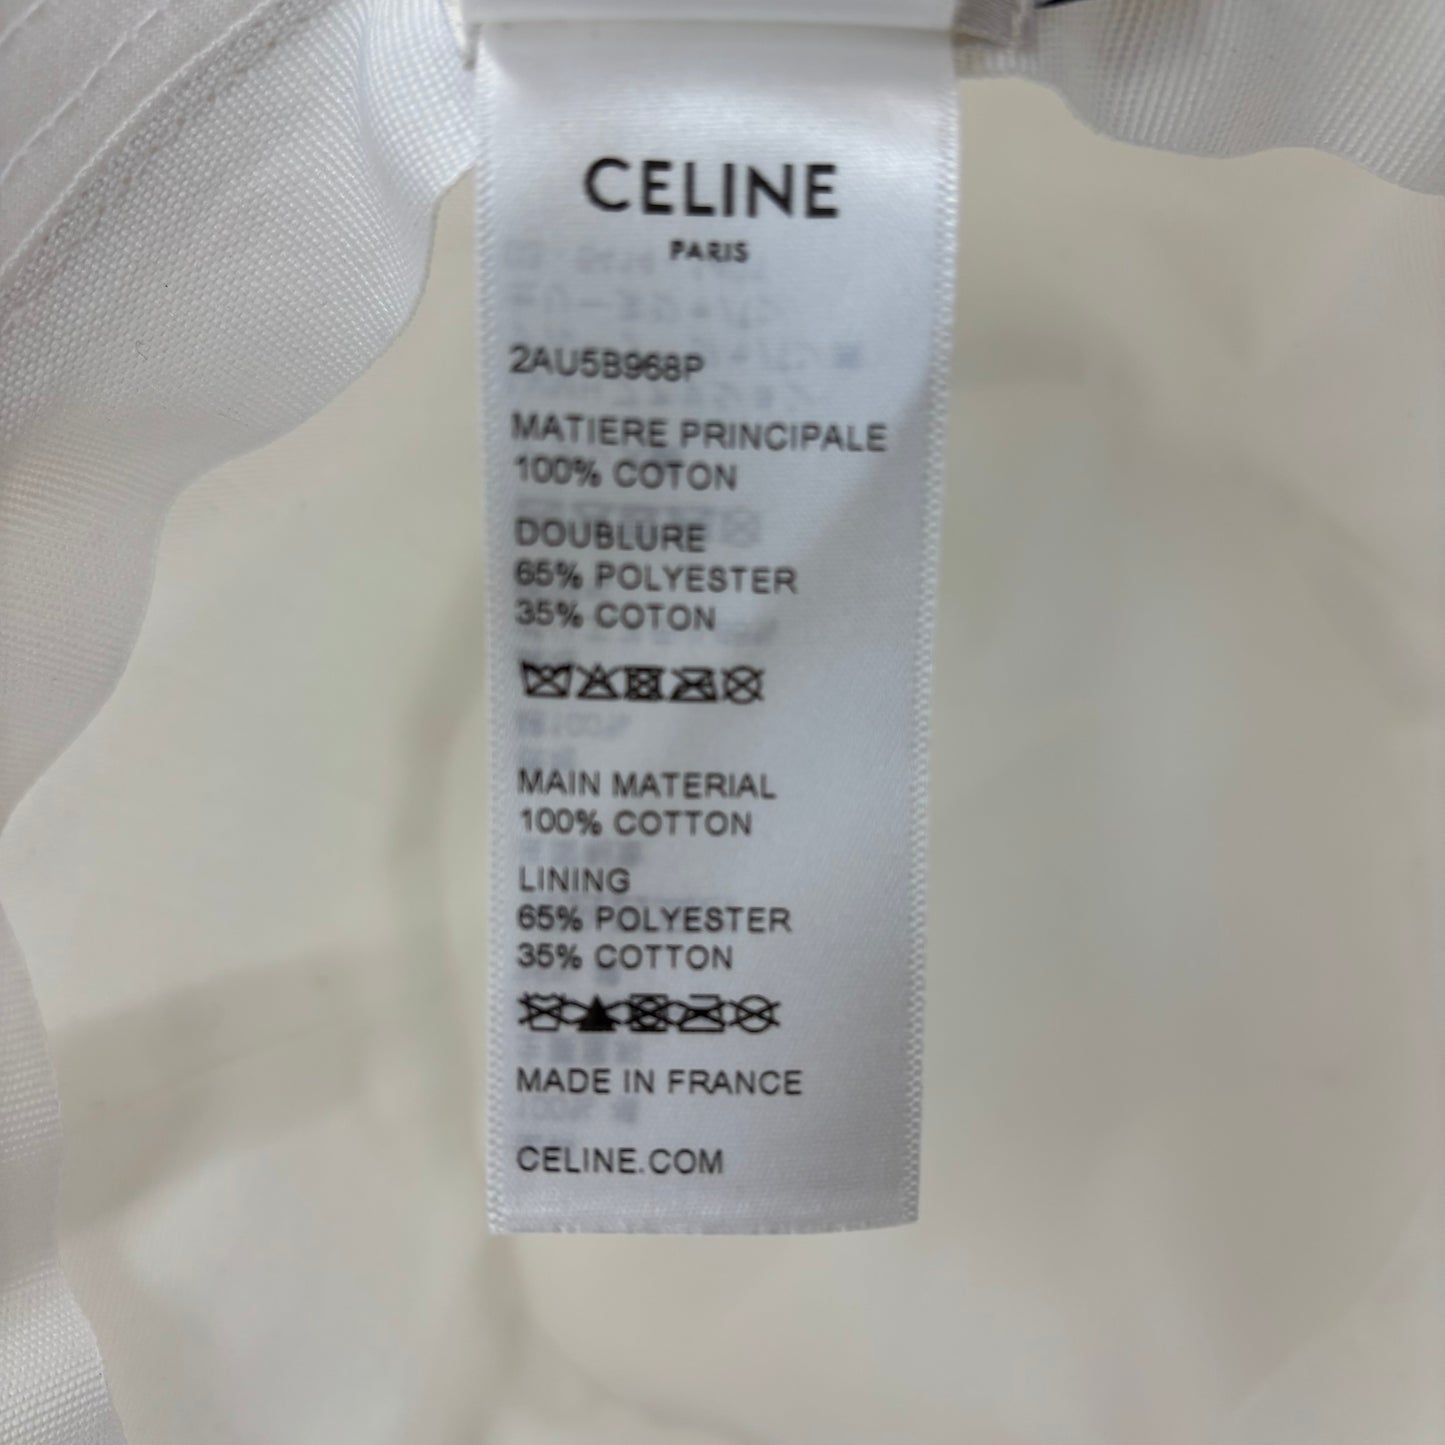 CELINE
PARIS
2AU5B968P
MATIERE PRINCIPALE
100% COTON
DOUBLURE
65% POLYESTER
35% COTON
MAIN MATERIAL
100% COTTON
LINING
65% POLYESTER
35% COTTON
MADE IN FRANCE
CELINE.COM